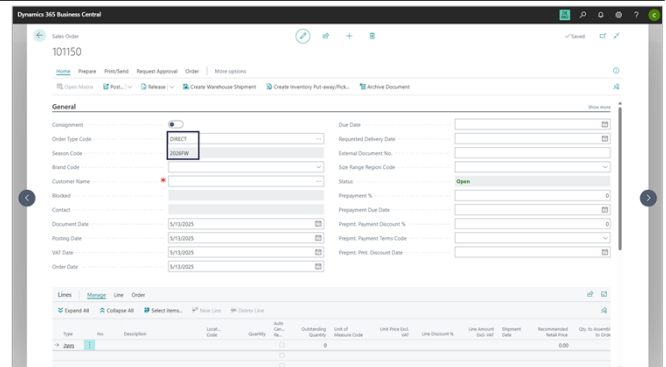 Dynamics 365 Business Central
Sales Order
Saved
101150
Home Prepare Print/Send Request Approval Order More options
Open Matrix Post... Release Create Warehouse Shipment Create Inventory Put-away/Pick... Archive Document
General
Show more
Consignment
Due Date
Order Type Code DIRECT
Requested Delivery Date
Season Code 2026FW
External Document No.
Brand Code
Size Range Region Code
Customer Name *
Status Open
Blocked
Prepayment % 0
Contact
Prepayment Due Date
Document Date 5/13/2025
Prepmt. Payment Discount % 0
Posting Date 5/13/2025
Prepmt. Payment Terms Code
VAT Date 5/13/2025
Prepmt. Pmt. Discount Date
Order Date 5/13/2025
Lines Manage Line Order
Expand All Collapse All Select items... New Line Delete Line
Type No. Description Locat... Code Quantity Auto Can... Re... Outstanding Quantity Unit of Measure Code Unit Price Excl. VAT Line Discount % Line Amount Excl. VAT Shipment Date Recommended Retail Price Qty. to Assembl to Order
0 0.00